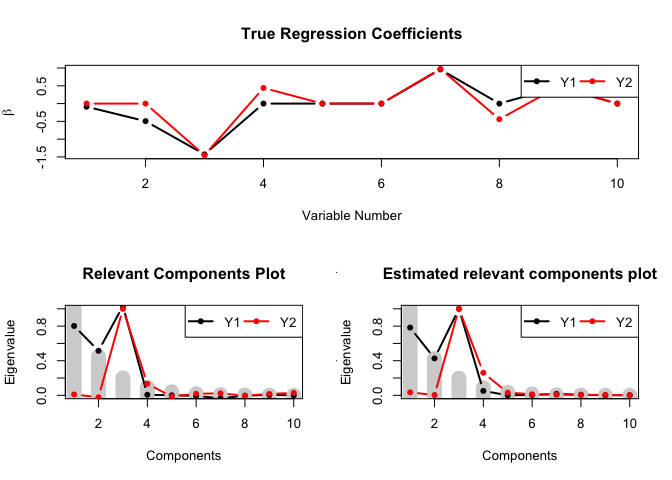 True Regression Coefficients
Y1 Y2
β
-1.5 -0.5 0.5
2 4 6 8 10
Variable Number
Relevant Components Plot
Y1 Y2
Eigenvalue
0.0 0.4 0.8
2 4 6 8 10
Components
Estimated relevant components plot
Y1 Y2
Eigenvalue
0.0 0.4 0.8
2 4 6 8 10
Components